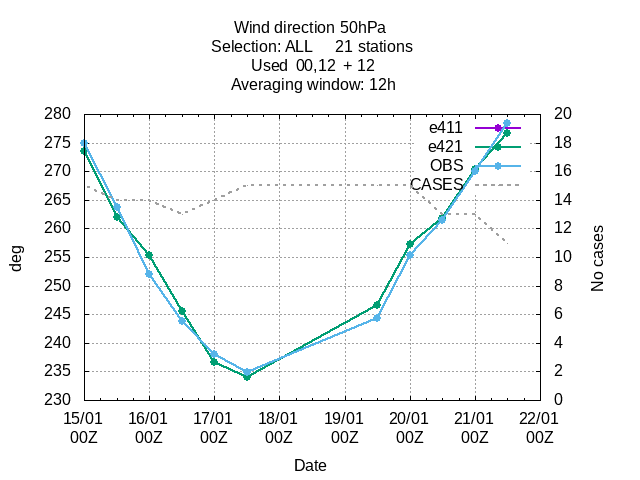 Wind direction 50hPa
Selection: ALL 21 stations
Used 00,12 + 12
Averaging window: 12h
280
275
270
265
260
255
250
245
240
235
230
deg
20
18
16
14
12
10
8
6
4
2
0
No cases
e411
e421
OBS
CASES
15/01 16/01 17/01 18/01 19/01 20/01 21/01 22/01
00Z 00Z 00Z 00Z 00Z 00Z 00Z 00Z
Date